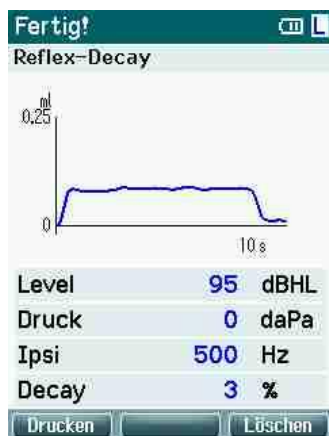 Fertig! L
Reflex-Decay
ml
0,25
0
10 s
Level 95 dBHL
Druck 0 daPa
Ipsi 500 Hz
Decay 3 %
Drucken Löschen